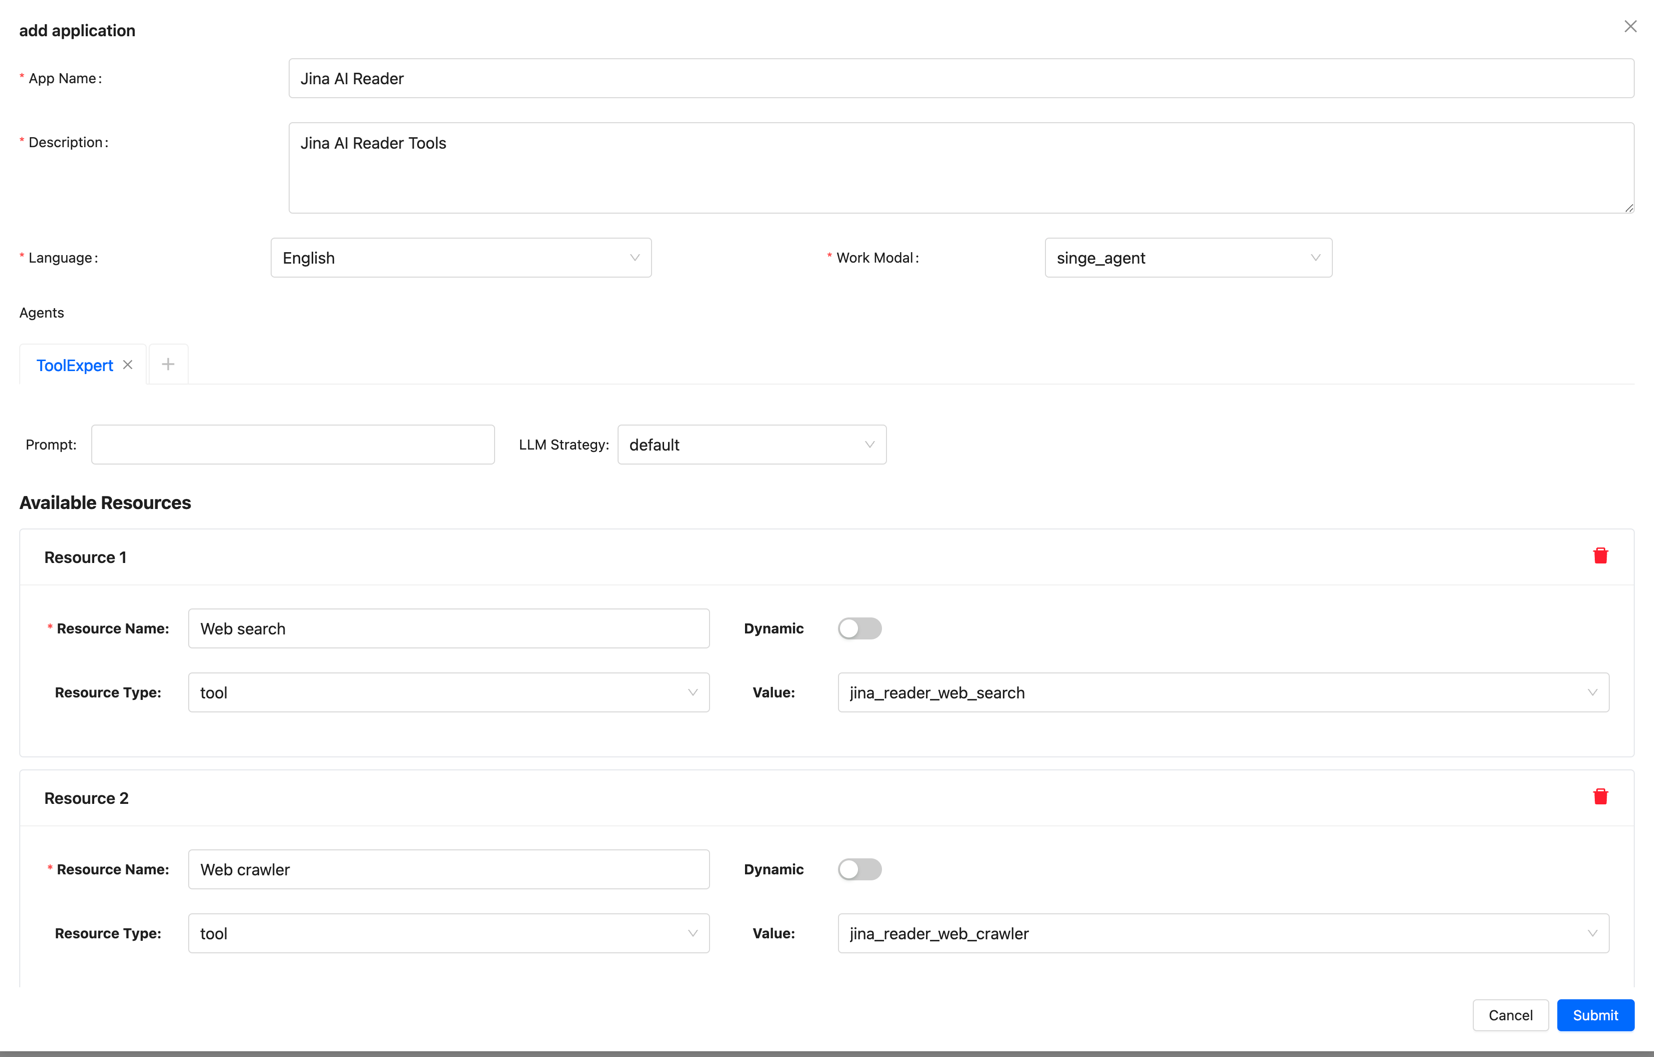 add application
* App Name:
Jina AI Reader
* Description:
Jina AI Reader Tools
* Language: English * Work Modal: singe_agent
Agents
ToolExpert
Prompt: LLM Strategy: default
Available Resources
Resource 1
* Resource Name: Web search Dynamic
Resource Type: tool Value: jina_reader_web_search
Resource 2
* Resource Name: Web crawler Dynamic
Resource Type: tool Value: jina_reader_web_crawler
Cancel Submit